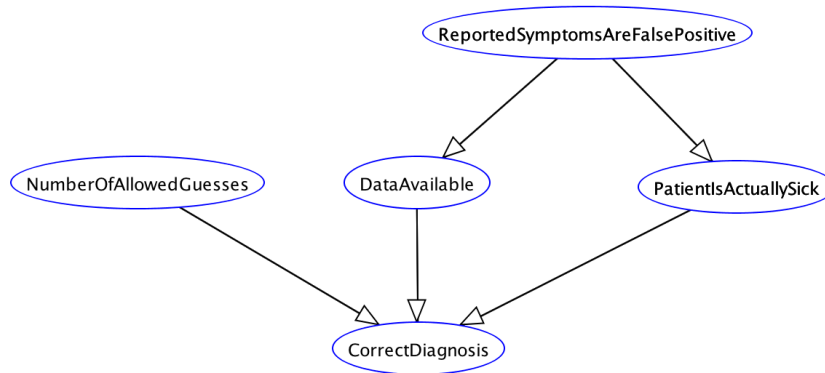 ReportedSymptomsAreFalsePositive
NumberOfAllowedGuesses
DataAvailable
PatientIsActuallySick
CorrectDiagnosis